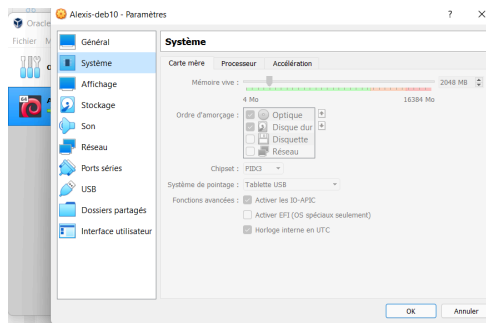 Alexis-deb10 - Paramètres
Oracle
Fichier
Général
Système
Affichage
Stockage
Son
Réseau
Ports séries
USB
Dossiers partagés
Interface utilisateur
Système
Carte mère Processeur Accélération
Mémoire vive : 2048 MB
4 Mo 16384 Mo
Ordre d'amorçage : Optique
Disque dur
Disquette
Réseau
Chipset : PIIX3
Système de pointage : Tablette USB
Fonctions avancées : Activer les IO-APIC
Activer EFI (OS spéciaux seulement)
Horloge interne en UTC
OK Annuler